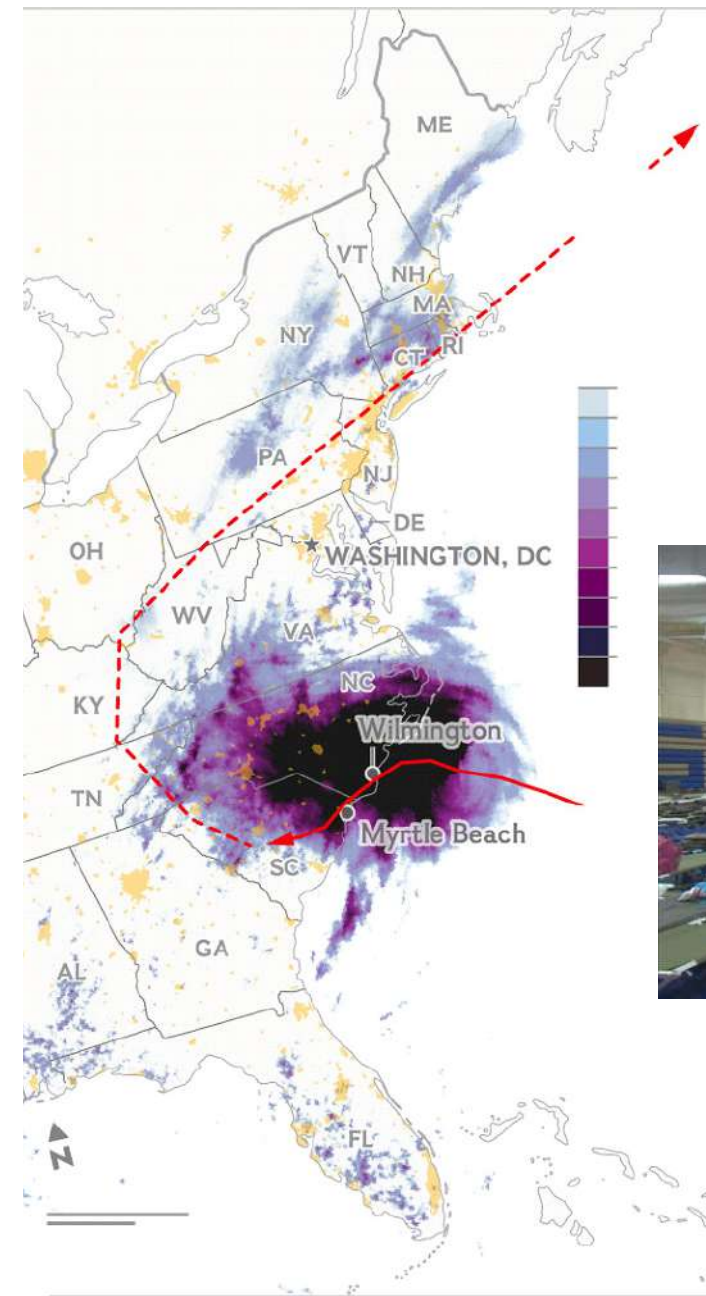 ME
VT
NH
MA
NY
CT
RI
PA
NJ
DE
OH
WASHINGTON, DC
WV
VA
KY
NC
Wilmington
TN
Myrtle Beach
SC
GA
AL
FL
N